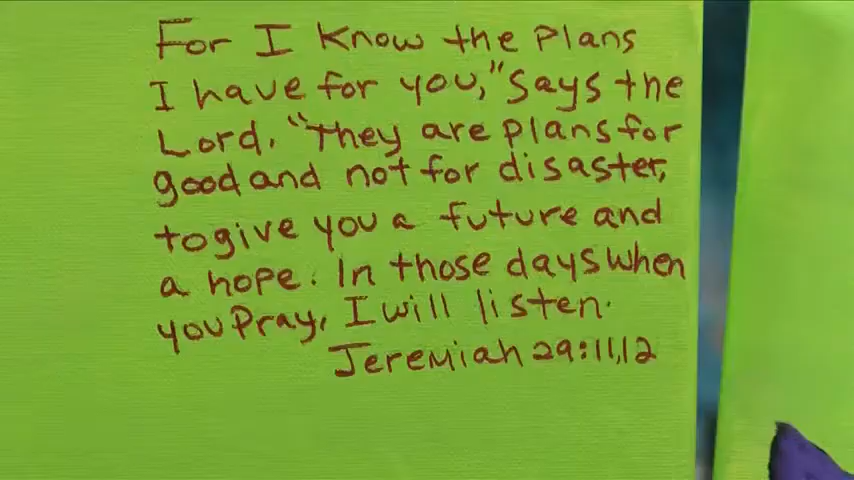 For I know the plans
I have for you," says the
Lord. "They are plans for
good and not for disaster,
to give you a future and
a hope. In those days when
you pray, I will listen.
Jeremiah 29:11,12